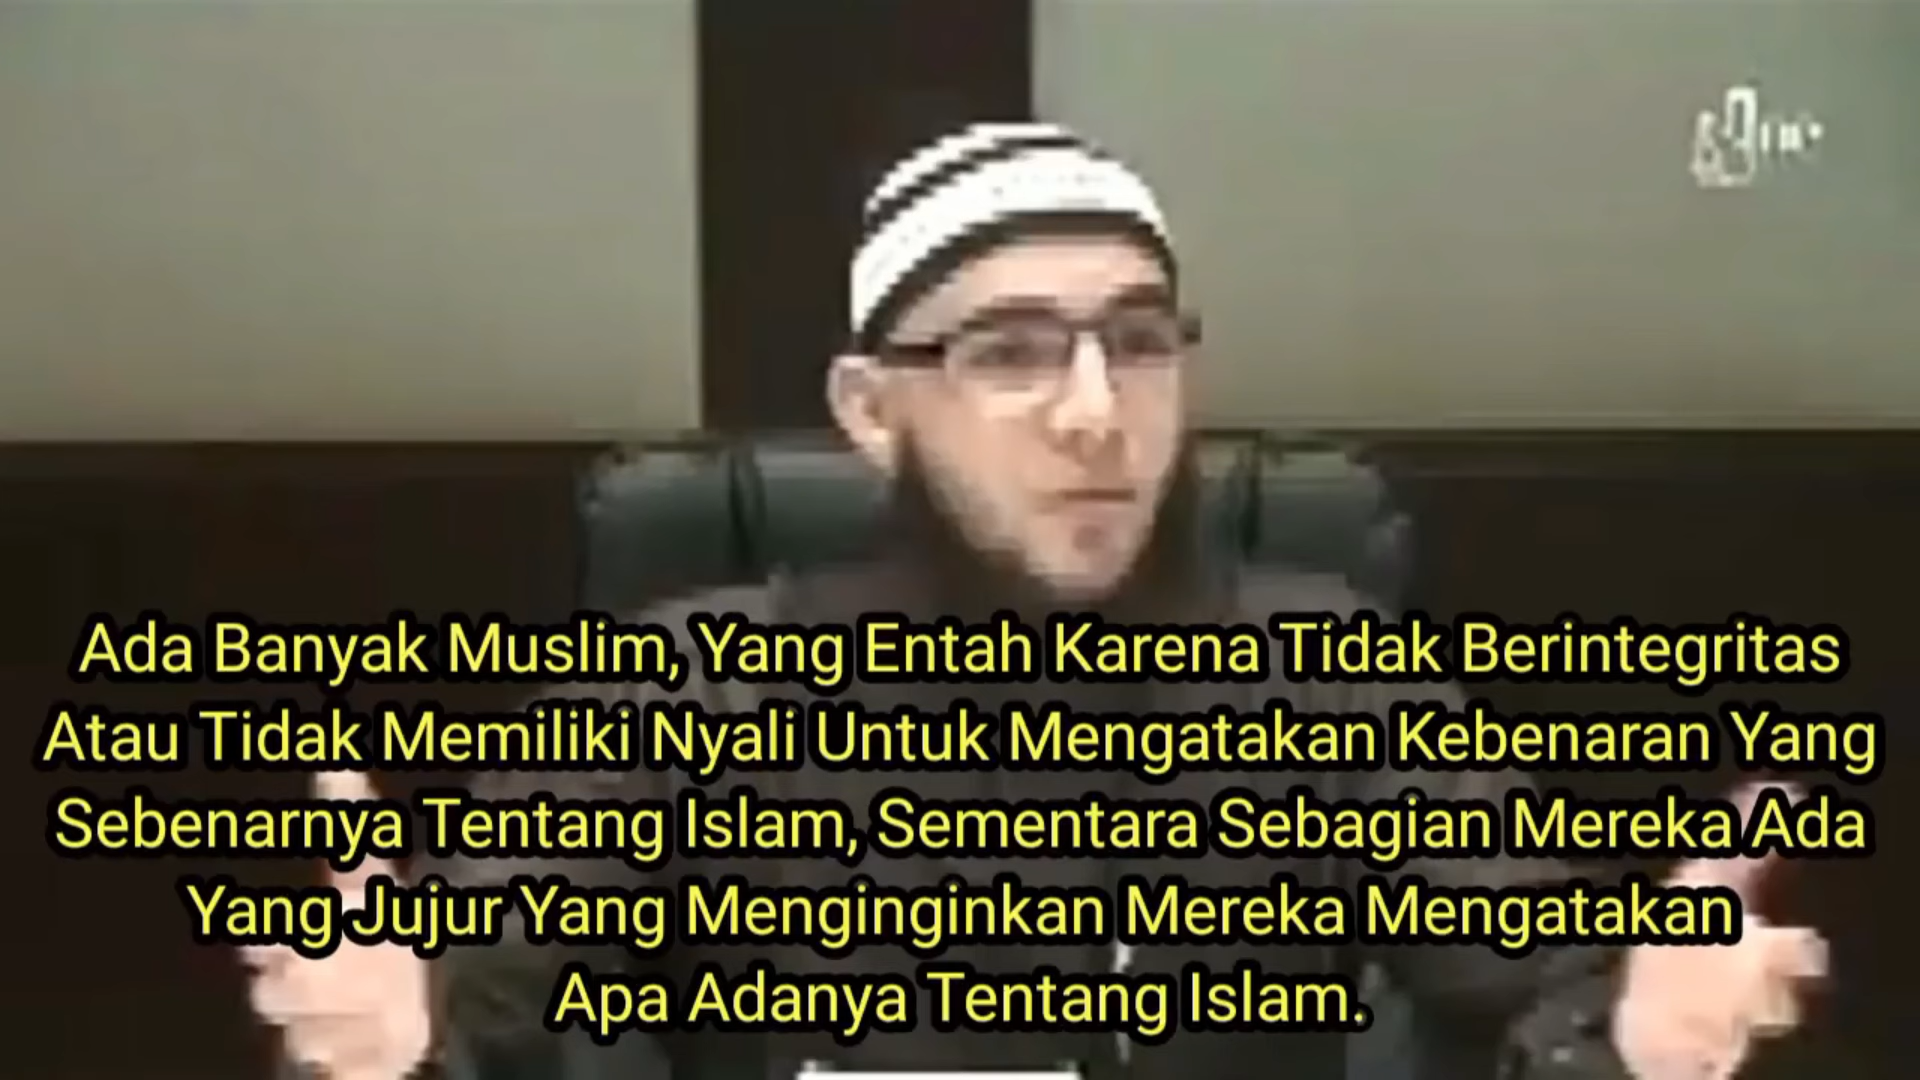 Ada Banyak Muslim, Yang Entah Karena Tidak Berintegritas
Atau Tidak Memiliki Nyali Untuk Mengatakan Kebenaran Yang
Sebenarnya Tentang Islam, Sementara Sebagian Mereka Ada
Yang Jujur Yang Menginginkan Mereka Mengatakan
Apa Adanya Tentang Islam.